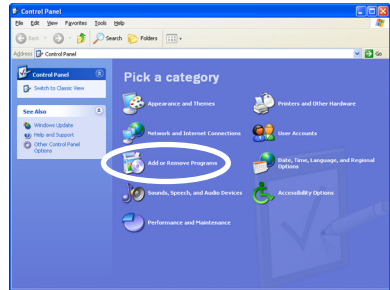 Control Panel
File Edit View Favorites Tools Help
Back Search Folders
Address Control Panel Go
Control Panel
Switch to Classic View
See Also
Windows Update
Help and Support
Other Control Panel
Options
Pick a category
Appearance and Themes
Printers and Other Hardware
Network and Internet Connections
User Accounts
Add or Remove Programs
Date, Time, Language, and Regional
Options
Sounds, Speech, and Audio Devices
Accessibility Options
Performance and Maintenance